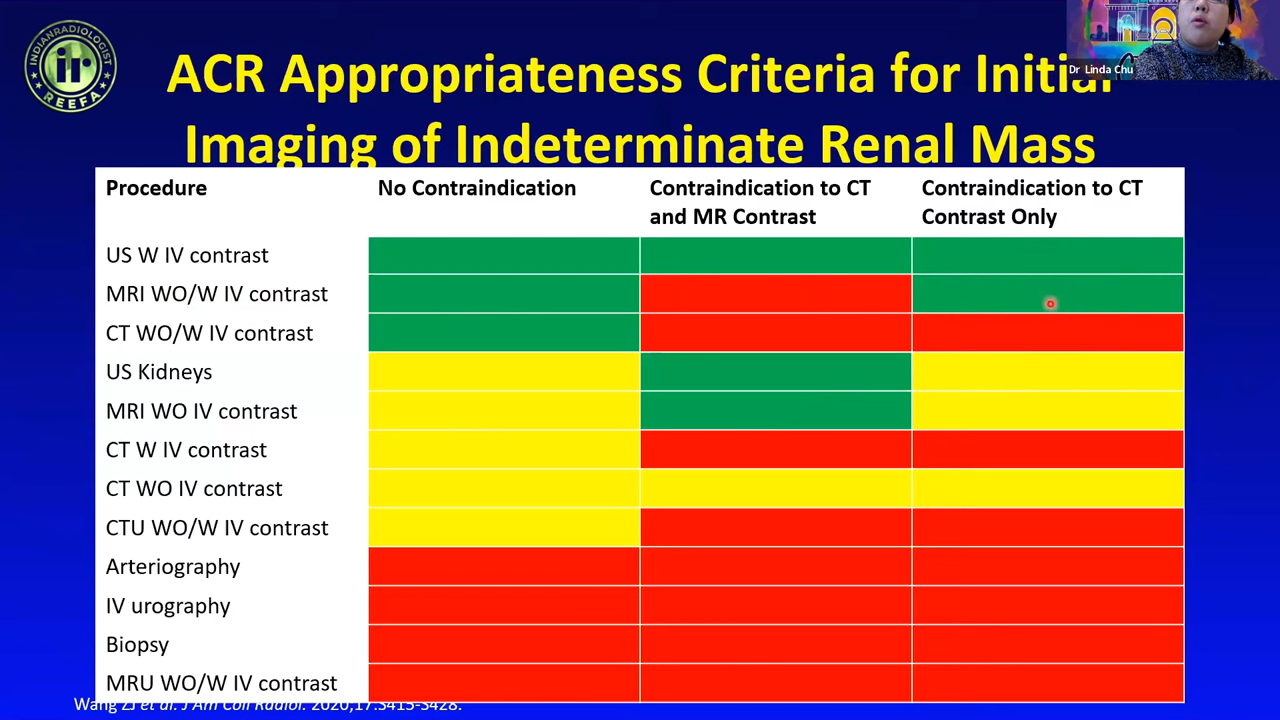 INDIANRADIOLOGIST
ir
REEFA
Dr Linda Chu
ACR Appropriateness Criteria for Initial
Imaging of Indeterminate Renal Mass
Procedure No Contraindication Contraindication to CT and MR Contrast Contraindication to CT Contrast Only
US W IV contrast
MRI WO/W IV contrast
CT WO/W IV contrast
US Kidneys
MRI WO IV contrast
CT W IV contrast
CT WO IV contrast
CTU WO/W IV contrast
Arteriography
IV urography
Biopsy
MRU WO/W IV contrast
Wang ZJ et al. J Am Coll Radiol. 2020;17:S415-S428.